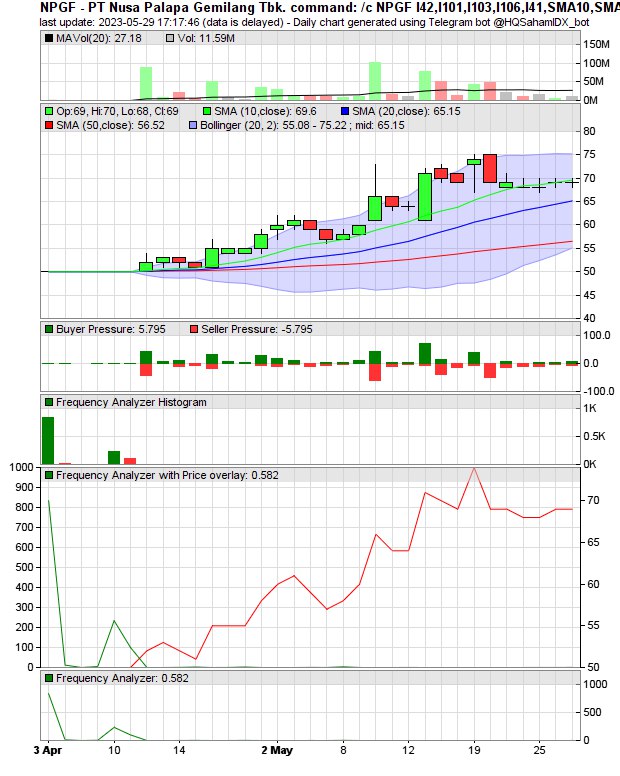 NPGF - PT Nusa Palapa Gemilang Tbk. command: /c NPGF I42,I101,I103,I106,I41,SMA10,SMA
last update: 2023-05-29 17:17:46 (data is delayed) - Daily chart generated using Telegram bot @HQSahamIDX_bot
MAVol(20): 27.18 Vol: 11.59M
150M
100M
50M
0M
Op:69, Hi:70, Lo:68, Cl:69 SMA (10,close): 69.6 SMA (20,close): 65.15
SMA (50,close): 56.52 Bollinger (20, 2): 55.08 - 75.22 ; mid: 65.15
80
75
70
65
60
55
50
45
40
Buyer Pressure: 5.795 Seller Pressure: -5.795
100.0
0.0
-100.0
Frequency Analyzer Histogram
1K
0.5K
0K
Frequency Analyzer with Price overlay: 0.582
1000
900
800
700
600
500
400
300
200
100
0
70
65
60
55
50
Frequency Analyzer: 0.582
1000
500
0
3 Apr 10 14 2 May 8 12 19 25